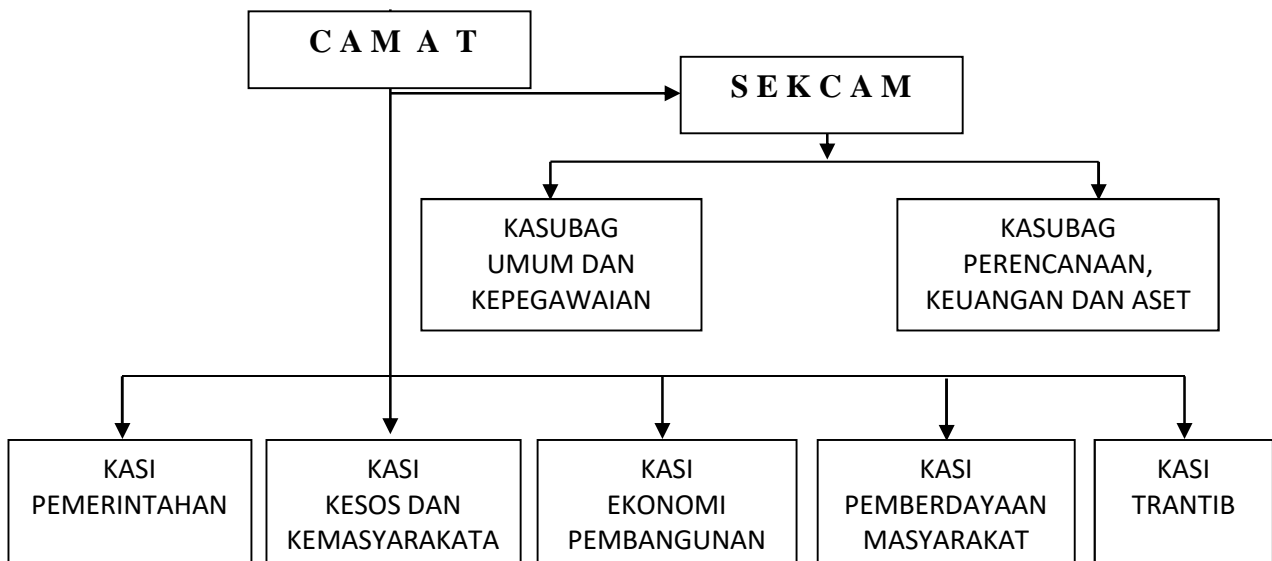 C A M A T
S E K C A M
KASUBAG
UMUM DAN
KEPEGAWAIAN
KASUBAG
PERENCANAAN,
KEUANGAN DAN ASET
KASI
PEMERINTAHAN
KASI
KESOS DAN
KEMASYARAKATA
KASI
EKONOMI
PEMBANGUNAN
KASI
PEMBERDAYAAN
MASYARAKAT
KASI
TRANTIB